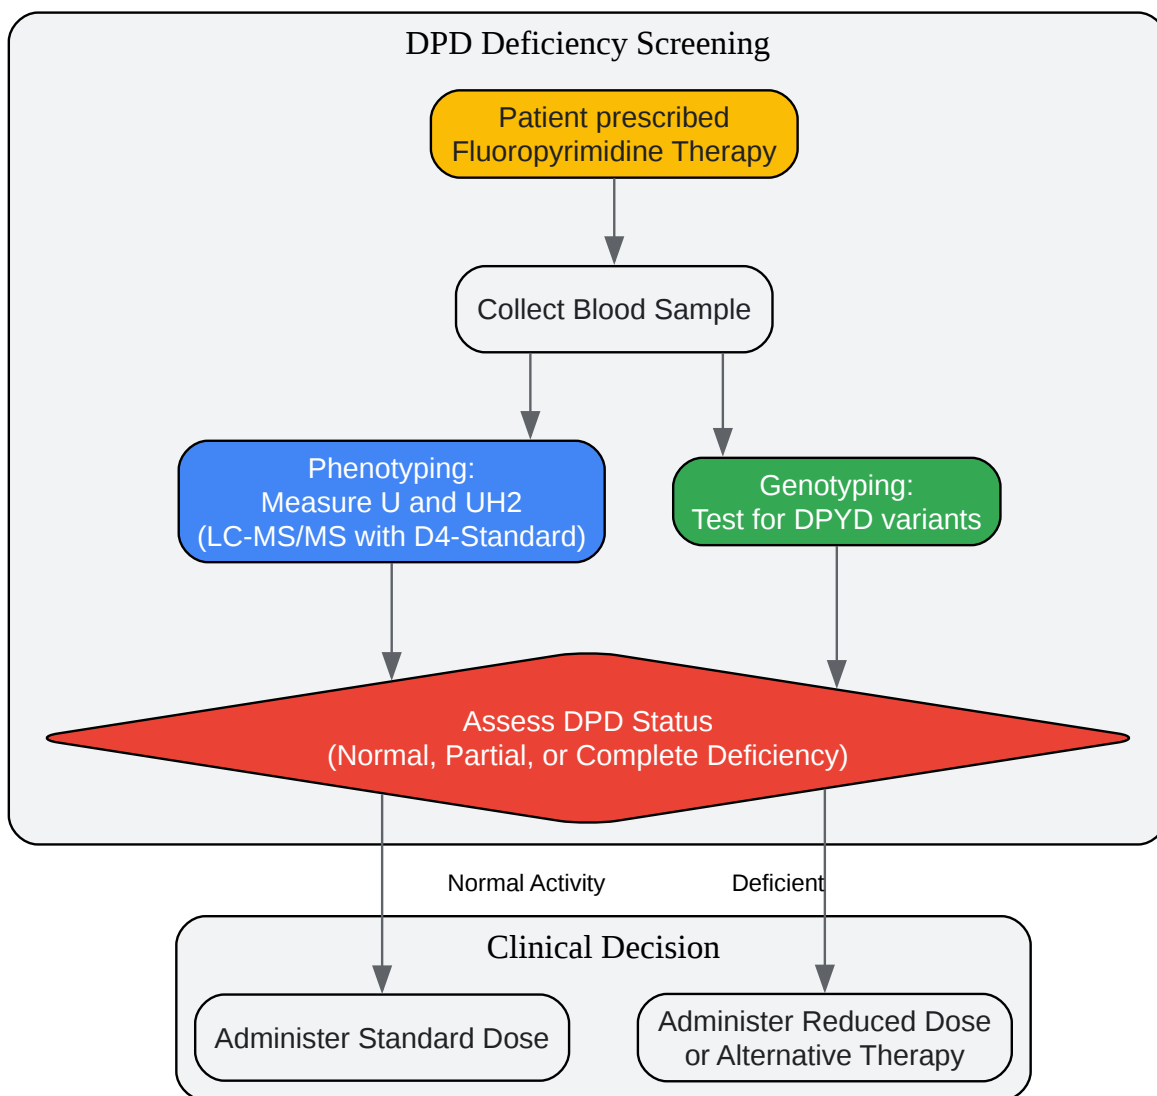 DPD Deficiency Screening
Patient prescribed
Fluoropyrimidine Therapy
Collect Blood Sample
Phenotyping:
Measure U and UH2
(LC-MS/MS with D4-Standard)
Genotyping:
Test for DPYD variants
Assess DPD Status
(Normal, Partial, or Complete Deficiency)
Normal Activity
Deficient
Clinical Decision
Administer Standard Dose
Administer Reduced Dose
or Alternative Therapy